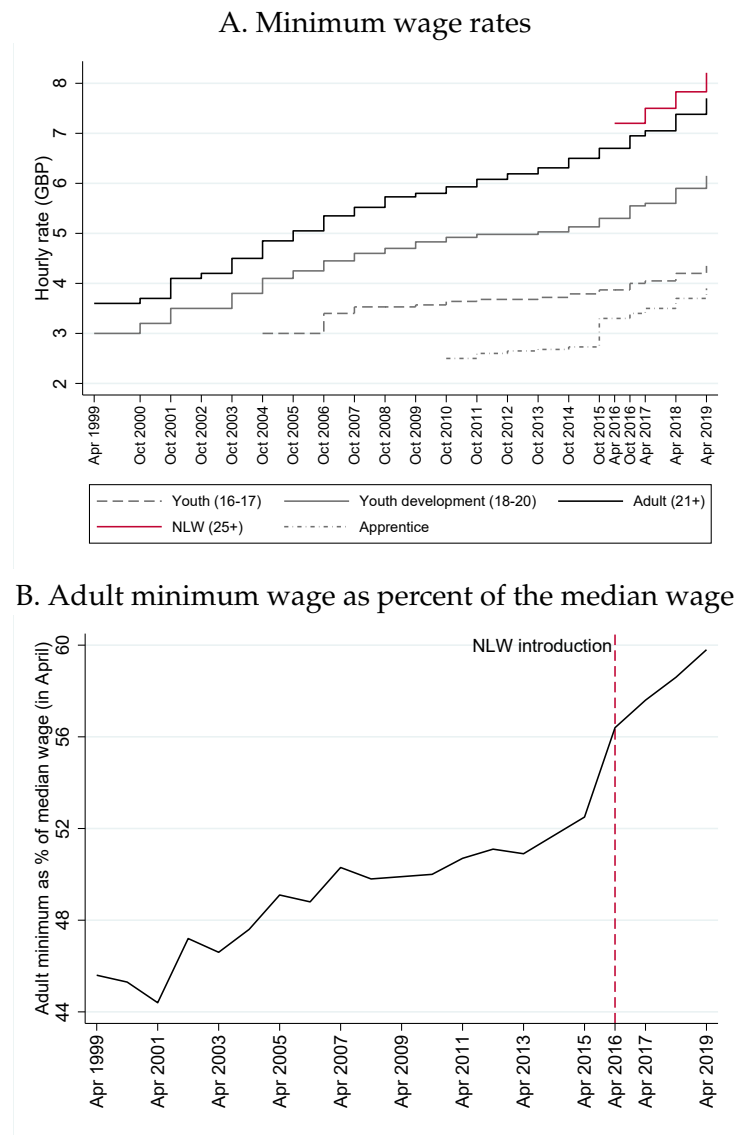 A. Minimum wage rates
Hourly rate (GBP)
8
7
6
5
4
3
2
Apr 1999
Oct 2000
Oct 2001
Oct 2002
Oct 2003
Oct 2004
Oct 2005
Oct 2006
Oct 2007
Oct 2008
Oct 2009
Oct 2010
Oct 2011
Oct 2012
Oct 2013
Oct 2014
Oct 2015
Apr 2016
Oct 2016
Apr 2017
Apr 2018
Apr 2019
Youth (16-17)
Youth development (18-20)
Adult (21+)
NLW (25+)
Apprentice
B. Adult minimum wage as percent of the median wage
Adult minimum as % of median wage (in April)
60
56
52
48
44
NLW introduction
Apr 1999
Apr 2001
Apr 2003
Apr 2005
Apr 2007
Apr 2009
Apr 2011
Apr 2013
Apr 2015
Apr 2016
Apr 2017
Apr 2019